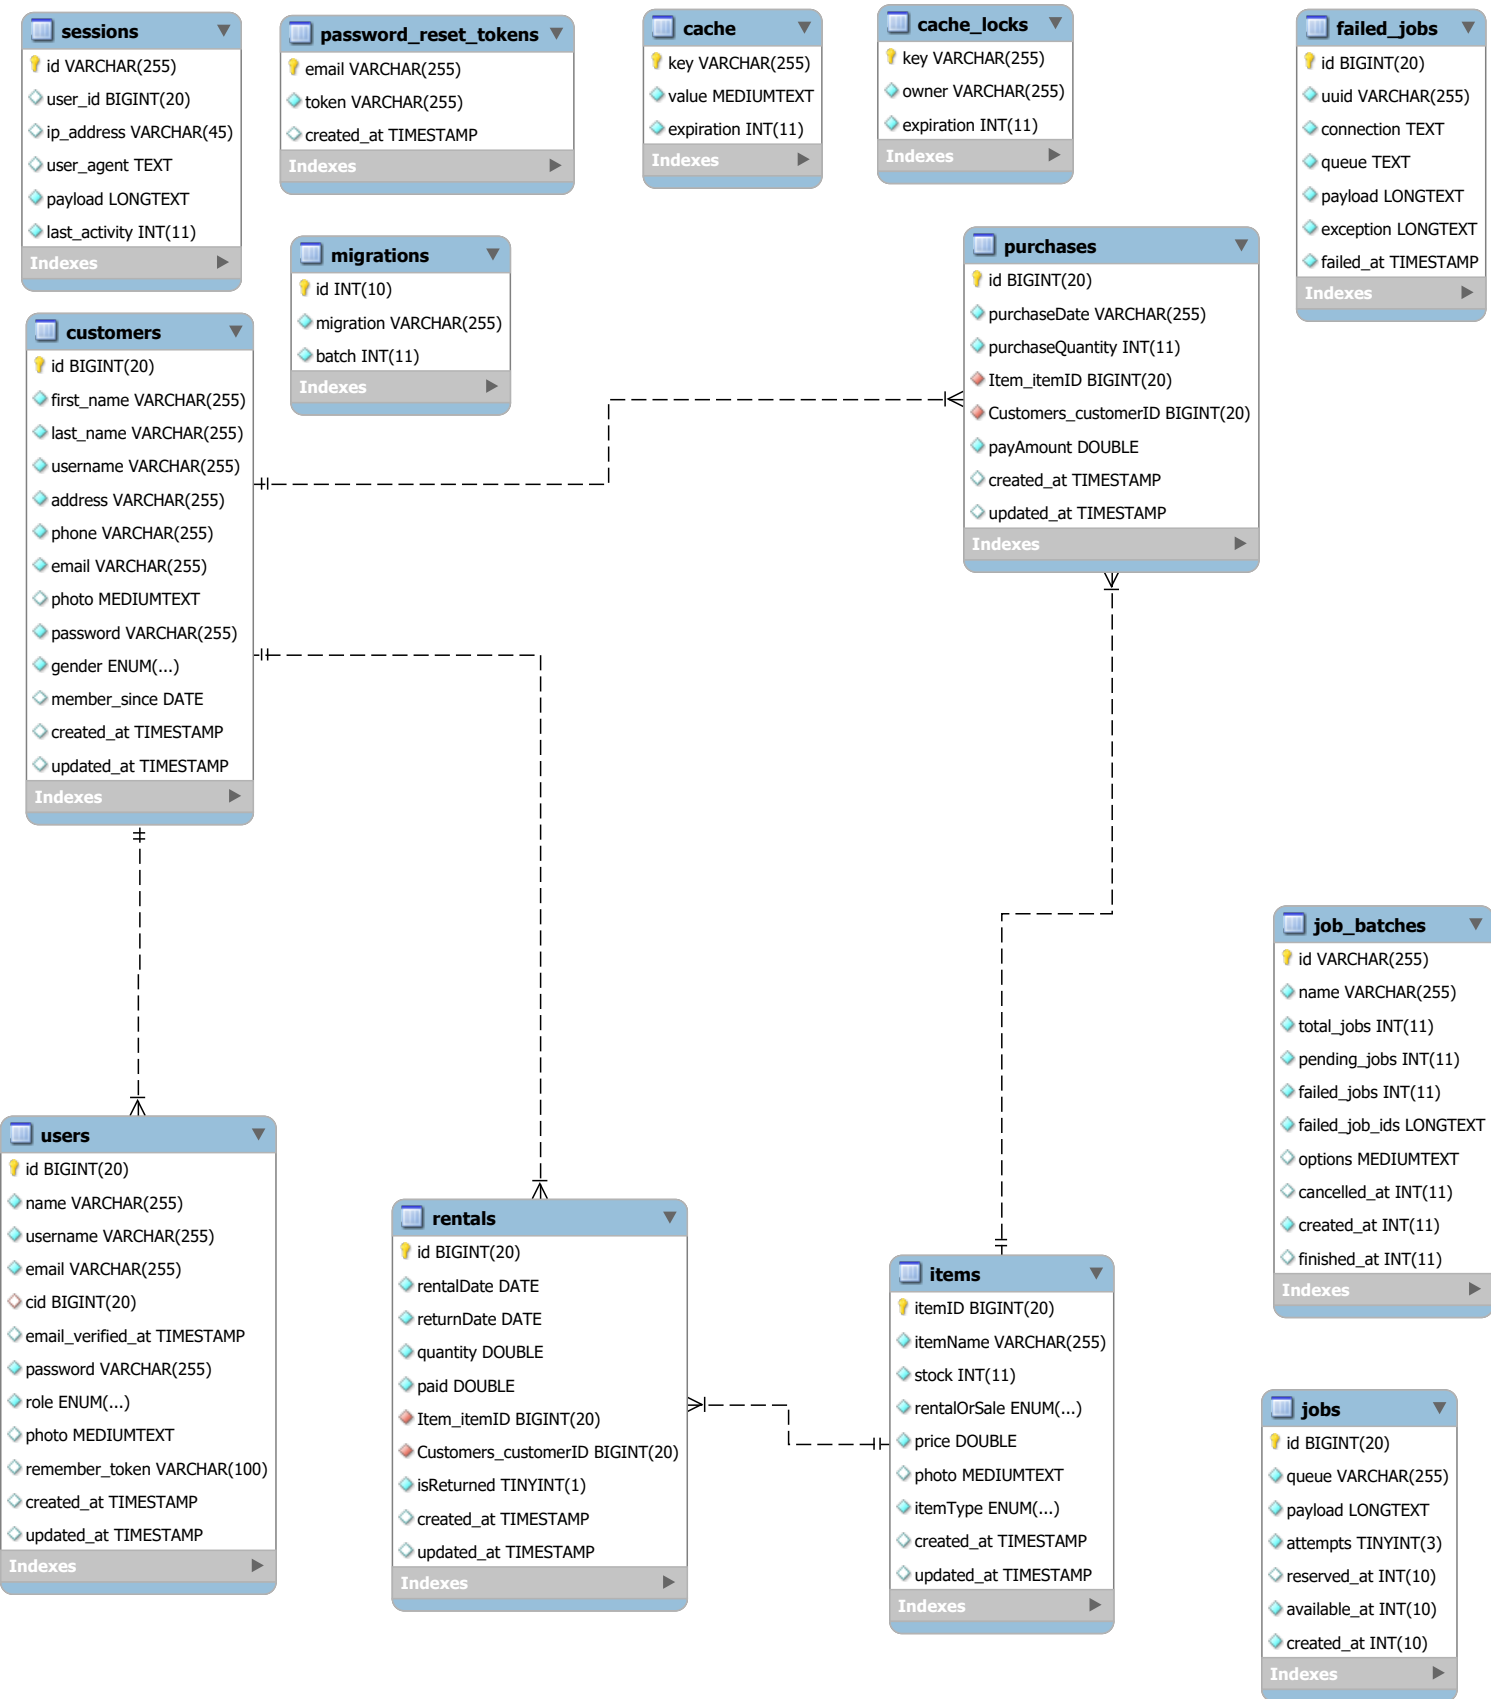 sessions
id VARCHAR(255)
user_id BIGINT(20)
ip_address VARCHAR(45)
user_agent TEXT
payload LONGTEXT
last_activity INT(11)
Indexes
password_reset_tokens
email VARCHAR(255)
token VARCHAR(255)
created_at TIMESTAMP
Indexes
cache
key VARCHAR(255)
value MEDIUMTEXT
expiration INT(11)
Indexes
cache_locks
key VARCHAR(255)
owner VARCHAR(255)
expiration INT(11)
Indexes
failed_jobs
id BIGINT(20)
uuid VARCHAR(255)
connection TEXT
queue TEXT
payload LONGTEXT
exception LONGTEXT
failed_at TIMESTAMP
Indexes
migrations
id INT(10)
migration VARCHAR(255)
batch INT(11)
Indexes
purchases
id BIGINT(20)
purchaseDate VARCHAR(255)
purchaseQuantity INT(11)
Item_itemID BIGINT(20)
Customers_customerID BIGINT(20)
payAmount DOUBLE
created_at TIMESTAMP
updated_at TIMESTAMP
Indexes
customers
id BIGINT(20)
first_name VARCHAR(255)
last_name VARCHAR(255)
username VARCHAR(255)
address VARCHAR(255)
phone VARCHAR(255)
email VARCHAR(255)
photo MEDIUMTEXT
password VARCHAR(255)
gender ENUM(...)
member_since DATE
created_at TIMESTAMP
updated_at TIMESTAMP
Indexes
job_batches
id VARCHAR(255)
name VARCHAR(255)
total_jobs INT(11)
pending_jobs INT(11)
failed_jobs INT(11)
failed_job_ids LONGTEXT
options MEDIUMTEXT
cancelled_at INT(11)
created_at INT(11)
finished_at INT(11)
Indexes
users
id BIGINT(20)
name VARCHAR(255)
username VARCHAR(255)
email VARCHAR(255)
cid BIGINT(20)
email_verified_at TIMESTAMP
password VARCHAR(255)
role ENUM(...)
photo MEDIUMTEXT
remember_token VARCHAR(100)
created_at TIMESTAMP
updated_at TIMESTAMP
Indexes
rentals
id BIGINT(20)
rentalDate DATE
returnDate DATE
quantity DOUBLE
paid DOUBLE
Item_itemID BIGINT(20)
Customers_customerID BIGINT(20)
isReturned TINYINT(1)
created_at TIMESTAMP
updated_at TIMESTAMP
Indexes
items
itemID BIGINT(20)
itemName VARCHAR(255)
stock INT(11)
rentalOrSale ENUM(...)
price DOUBLE
photo MEDIUMTEXT
itemType ENUM(...)
created_at TIMESTAMP
updated_at TIMESTAMP
Indexes
jobs
id BIGINT(20)
queue VARCHAR(255)
payload LONGTEXT
attempts TINYINT(3)
reserved_at INT(10)
available_at INT(10)
created_at INT(10)
Indexes